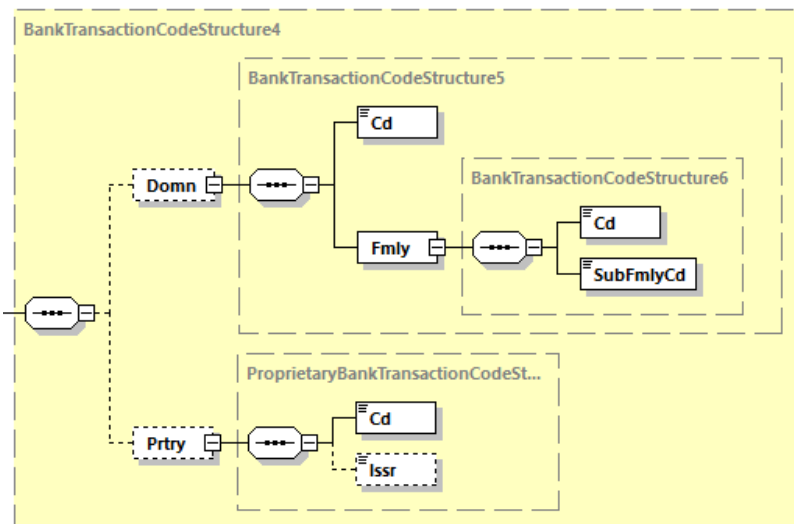 BankTransactionCodeStructure4
BankTransactionCodeStructure5
Cd
Domn
BankTransactionCodeStructure6
Cd
Fmly
SubFmlyCd
ProprietaryBankTransactionCodeSt...
Cd
Prtry
Issr